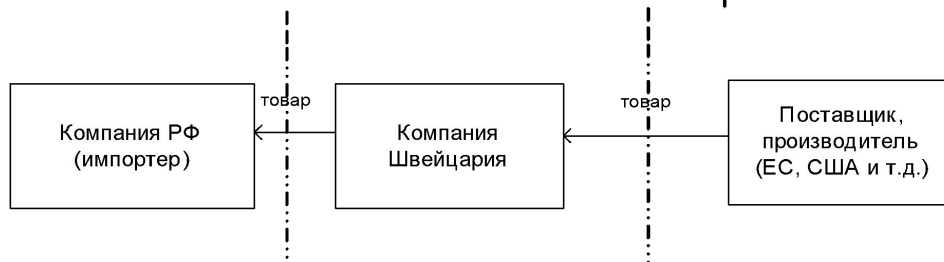 Компания РФ
(импортер)
товар
Компания
Швейцария
товар
Поставщик,
производитель
(ЕС, США и т.д.)